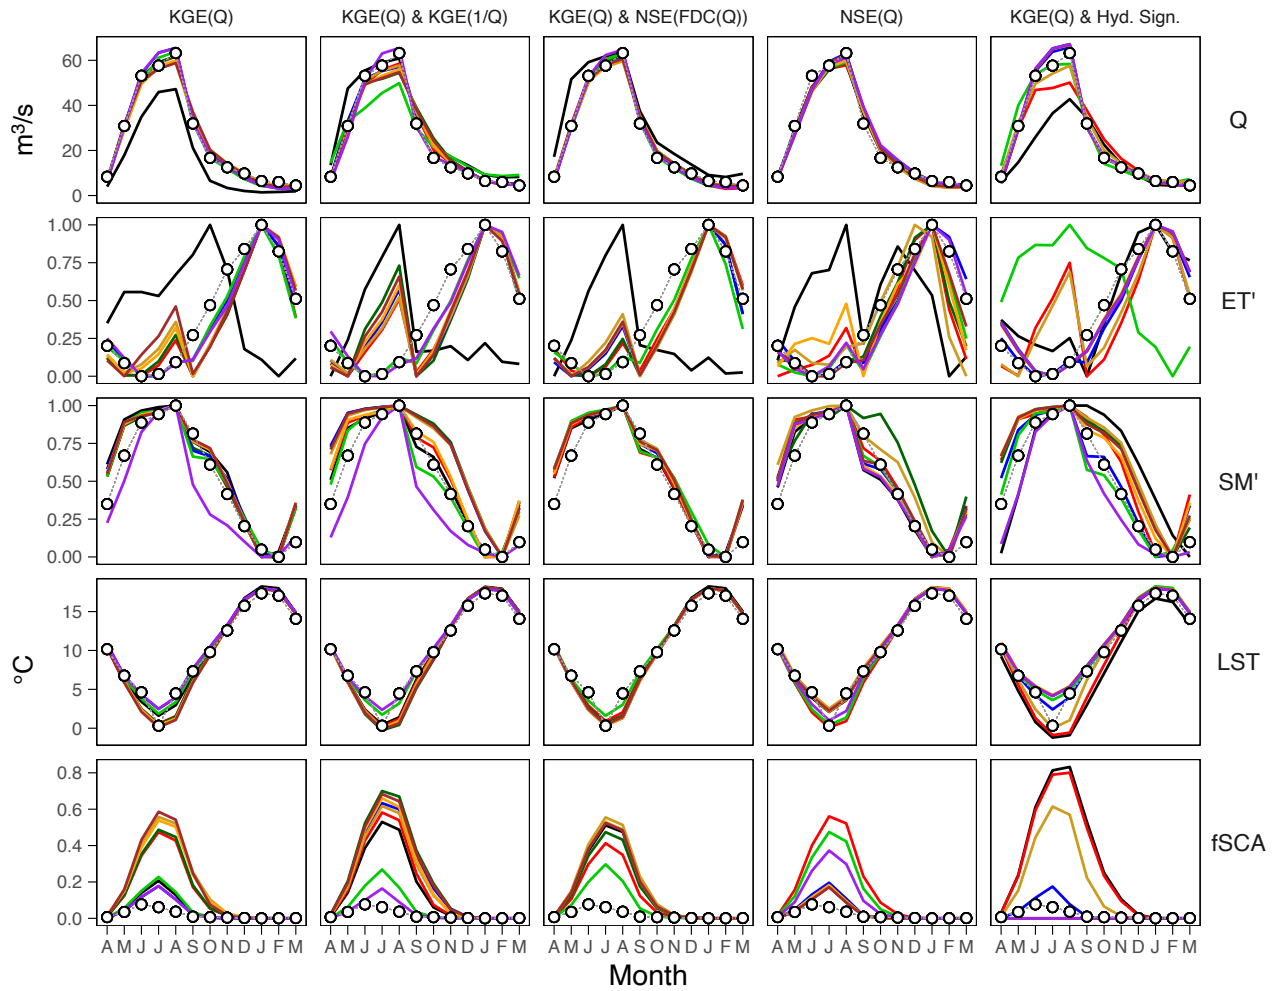 KGE(Q) KGE(Q) & KGE(1/Q) KGE(Q) & NSE(FDC(Q)) NSE(Q) KGE(Q) & Hyd. Sign.
60
40
20
0
m³/s
Q
1.00
0.75
0.50
0.25
0.00
ET'
1.00
0.75
0.50
0.25
0.00
SM'
15
10
5
0
°C
LST
0.8
0.6
0.4
0.2
0.0
fSCA
A M J J A S O N D J F M A M J J A S O N D J F M A M J J A S O N D J F M A M J J A S O N D J F M A M J J A S O N D J F M
Month